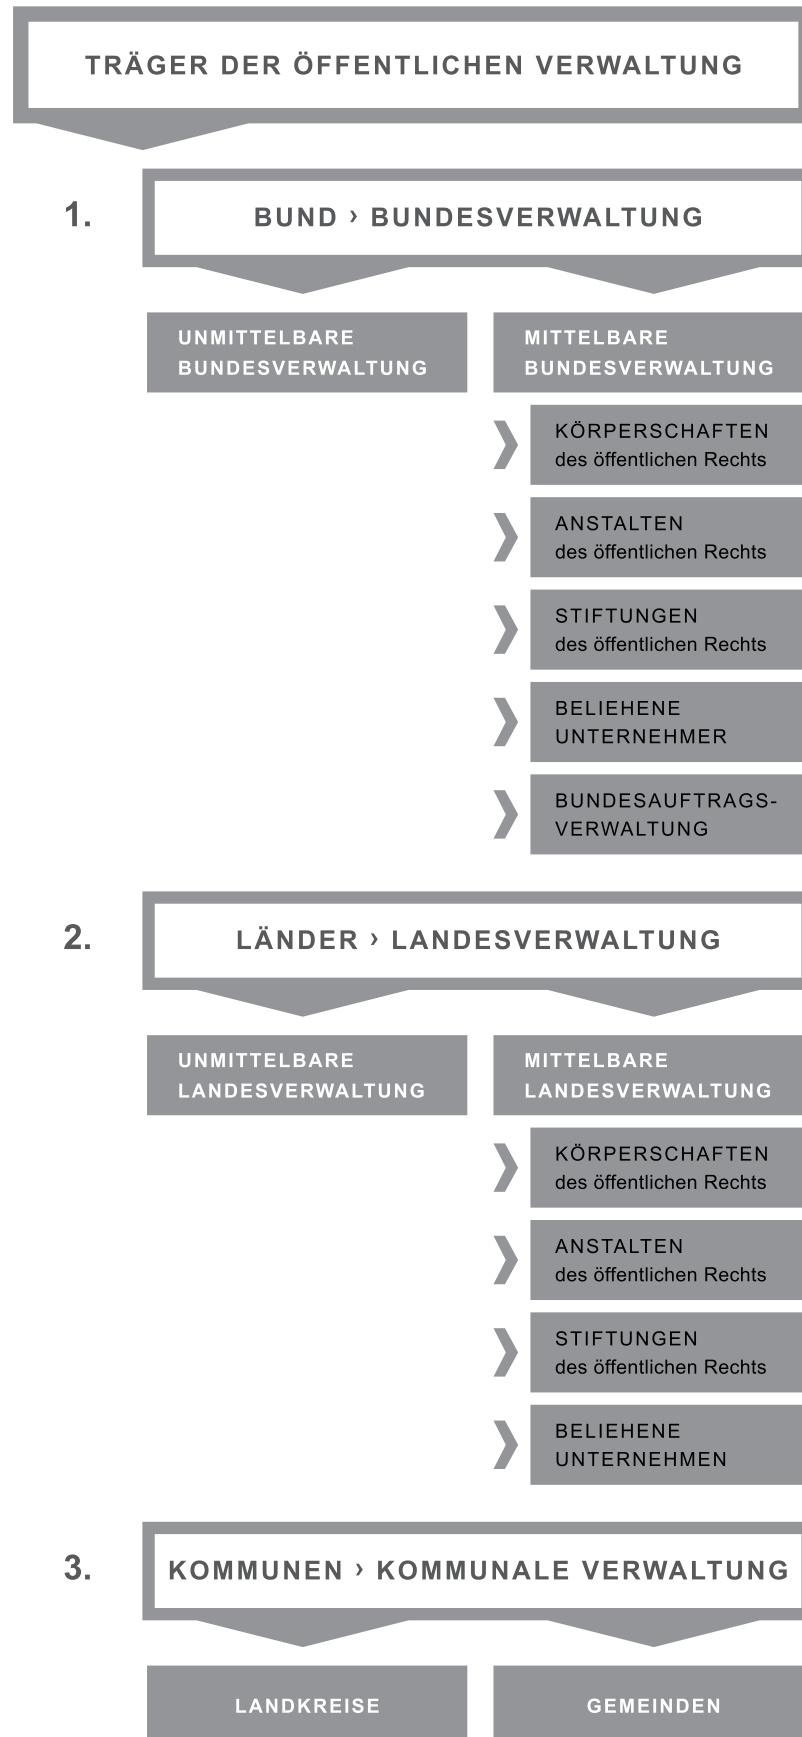 TRÄGER DER ÖFFENTLICHEN VERWALTUNG
1.
BUND › BUNDESVERWALTUNG
UNMITTELBARE
BUNDESVERWALTUNG
MITTELBARE
BUNDESVERWALTUNG
KÖRPERSCHAFTEN
des öffentlichen Rechts
ANSTALTEN
des öffentlichen Rechts
STIFTUNGEN
des öffentlichen Rechts
BELIEHENE
UNTERNEHMER
BUNDESAUFTRAGS-
VERWALTUNG
2.
LÄNDER › LANDESVERWALTUNG
UNMITTELBARE
LANDESVERWALTUNG
MITTELBARE
LANDESVERWALTUNG
KÖRPERSCHAFTEN
des öffentlichen Rechts
ANSTALTEN
des öffentlichen Rechts
STIFTUNGEN
des öffentlichen Rechts
BELIEHENE
UNTERNEHMEN
3.
KOMMUNEN › KOMMUNALE VERWALTUNG
LANDKREISE
GEMEINDEN